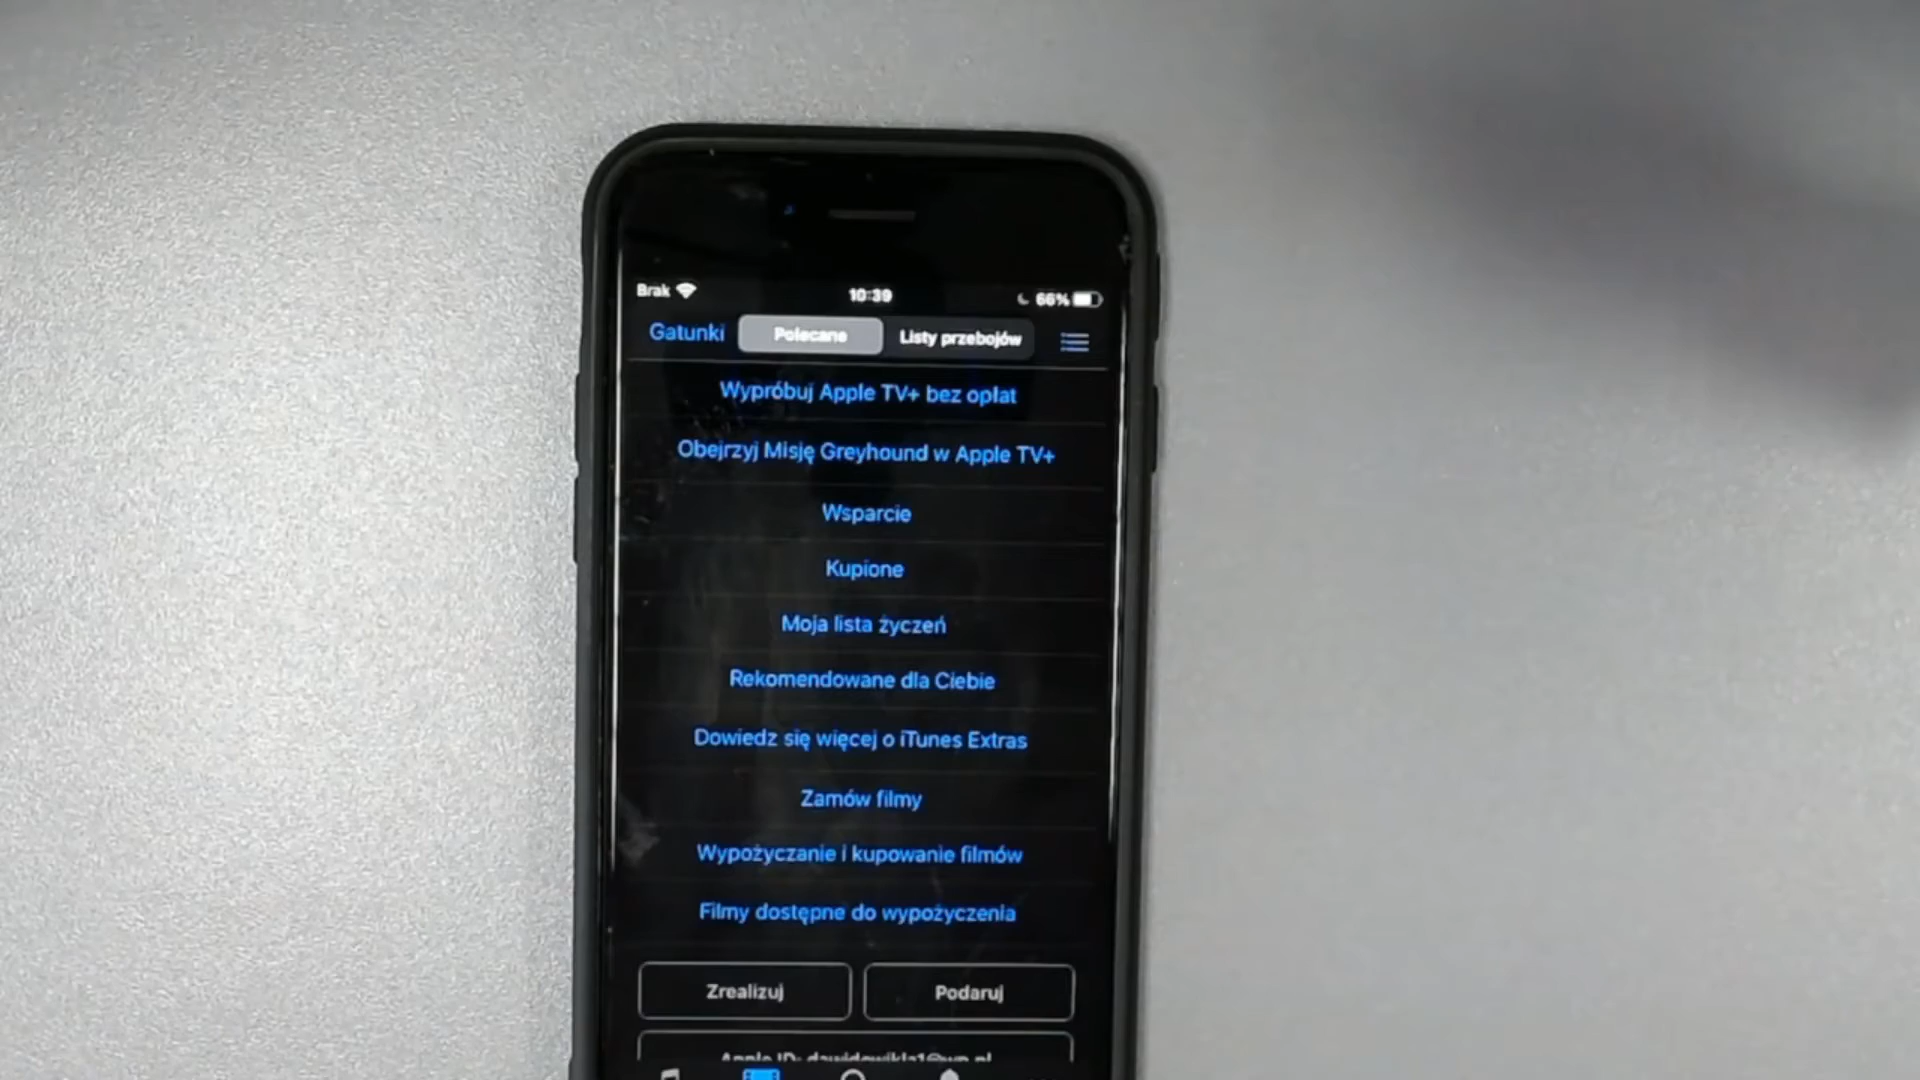 Brak 10:39 66%
Gatunki Polecane Listy przebojów
Wypróbuj Apple TV+ bez opłat
Obejrzyj Misję Greyhound w Apple TV+
Wsparcie
Kupione
Moja lista życzeń
Rekomendowane dla Ciebie
Dowiedz się więcej o iTunes Extras
Zamów filmy
Wypożyczanie i kupowanie filmów
Filmy dostępne do wypożyczenia
Zrealizuj Podaruj
Apple ID: